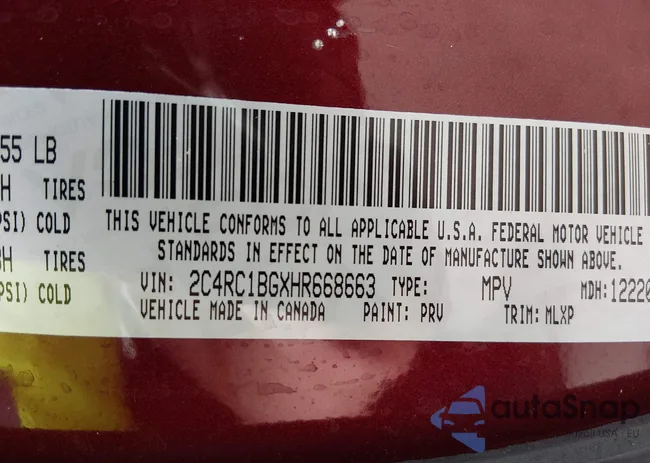 55 LB
H TIRES
PSI) COLD
TIRES
PSI) COLD
THIS VEHICLE CONFORMS TO ALL APPLICABLE U.S.A. FEDERAL MOTOR VEHICLE
STANDARDS IN EFFECT ON THE DATE OF MANUFACTURE SHOWN ABOVE.
VIN: 2C4RC1BGXHR668663 TYPE: MPV MDH: 12220
VEHICLE MADE IN CANADA PAINT: PRV TRIM: MLXP
autoSnap